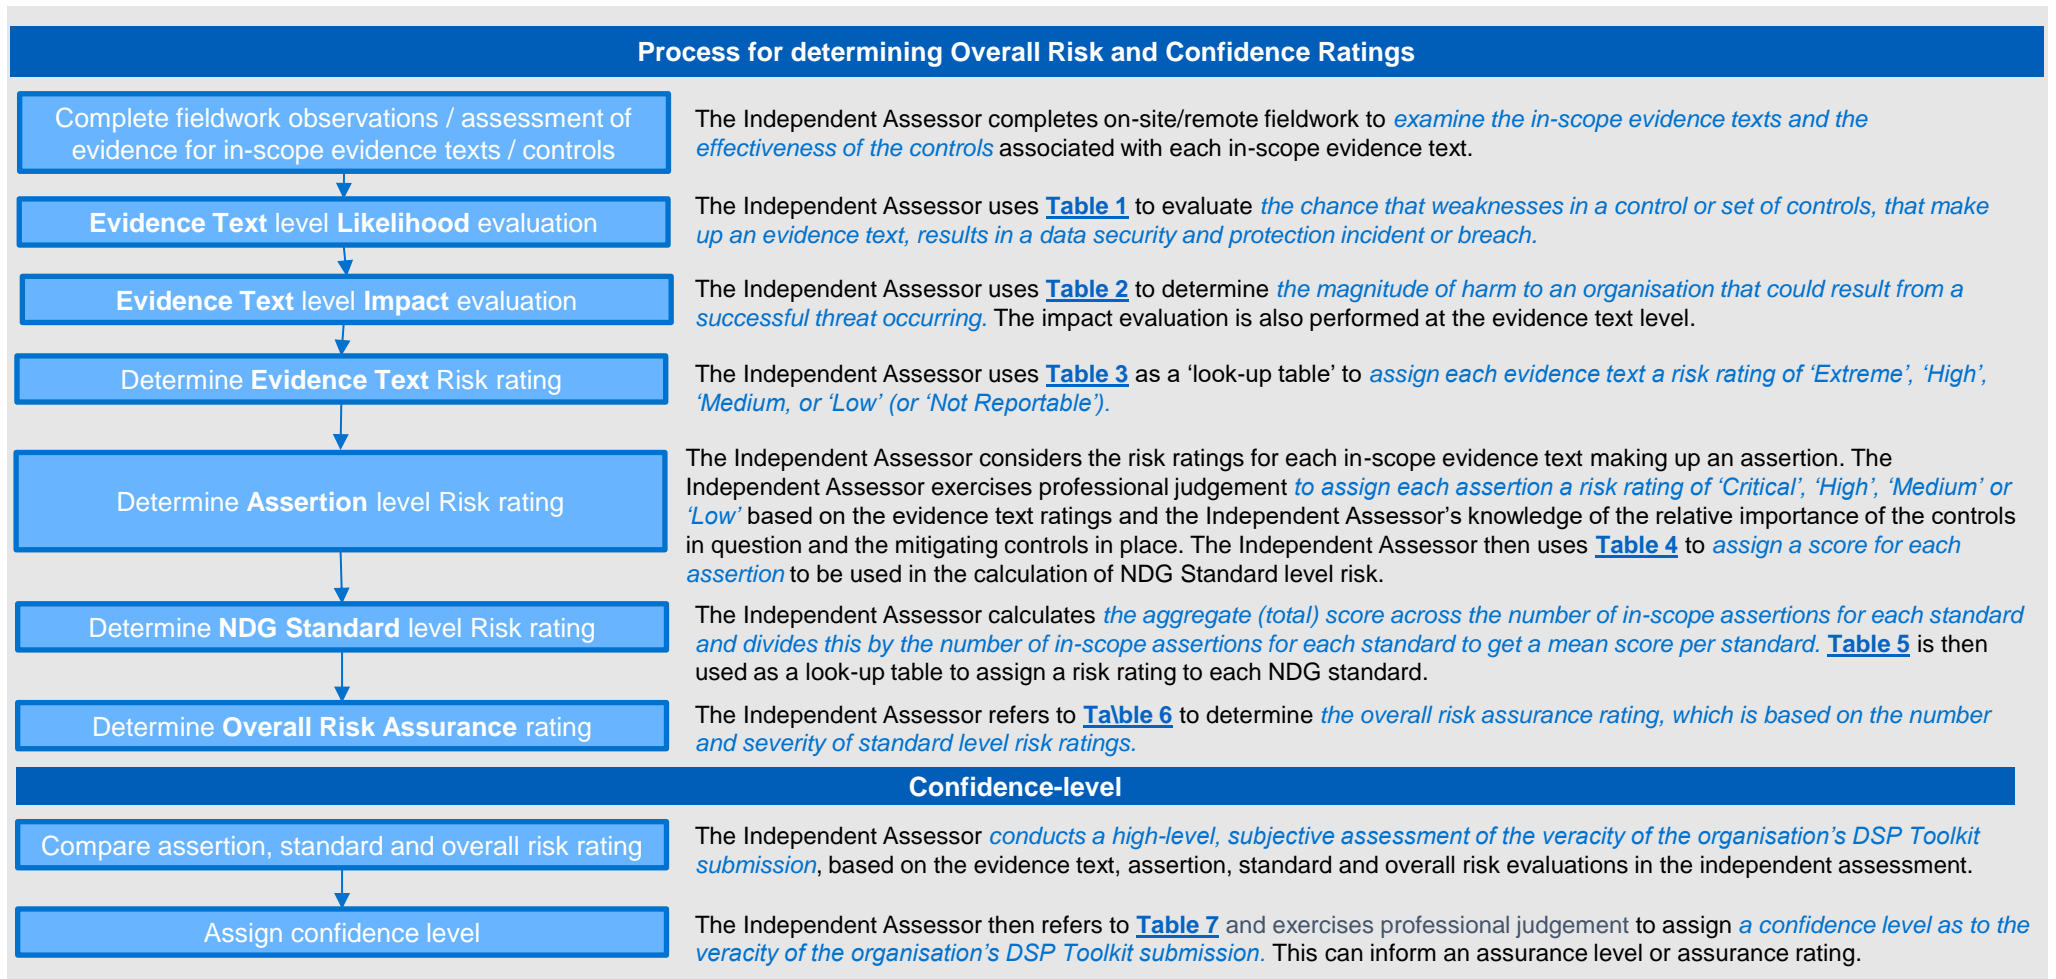 Process for determining Overall Risk and Confidence Ratings
Complete fieldwork observations / assessment of
evidence for in-scope evidence texts / controls
The Independent Assessor completes on-site/remote fieldwork to examine the in-scope evidence texts and the
effectiveness of the controls associated with each in-scope evidence text.
Evidence Text level Likelihood evaluation
The Independent Assessor uses Table 1 to evaluate the chance that weaknesses in a control or set of controls, that make
up an evidence text, results in a data security and protection incident or breach.
Evidence Text level Impact evaluation
The Independent Assessor uses Table 2 to determine the magnitude of harm to an organisation that could result from a
successful threat occurring. The impact evaluation is also performed at the evidence text level.
Determine Evidence Text Risk rating
The Independent Assessor uses Table 3 as a ‘look-up table’ to assign each evidence text a risk rating of ‘Extreme’, ‘High’,
‘Medium, or ‘Low’ (or ‘Not Reportable’).
Determine Assertion level Risk rating
The Independent Assessor considers the risk ratings for each in-scope evidence text making up an assertion. The
Independent Assessor exercises professional judgement to assign each assertion a risk rating of ‘Critical’, ‘High’, ‘Medium’ or
‘Low’ based on the evidence text ratings and the Independent Assessor’s knowledge of the relative importance of the controls
in question and the mitigating controls in place. The Independent Assessor then uses Table 4 to assign a score for each
assertion to be used in the calculation of NDG Standard level risk.
Determine NDG Standard level Risk rating
The Independent Assessor calculates the aggregate (total) score across the number of in-scope assertions for each standard
and divides this by the number of in-scope assertions for each standard to get a mean score per standard. Table 5 is then
used as a look-up table to assign a risk rating to each NDG standard.
Determine Overall Risk Assurance rating
The Independent Assessor refers to Ta\ble 6 to determine the overall risk assurance rating, which is based on the number
and severity of standard level risk ratings.
Confidence-level
Compare assertion, standard and overall risk rating
The Independent Assessor conducts a high-level, subjective assessment of the veracity of the organisation’s DSP Toolkit
submission, based on the evidence text, assertion, standard and overall risk evaluations in the independent assessment.
Assign confidence level
The Independent Assessor then refers to Table 7 and exercises professional judgement to assign a confidence level as to the
veracity of the organisation’s DSP Toolkit submission. This can inform an assurance level or assurance rating.